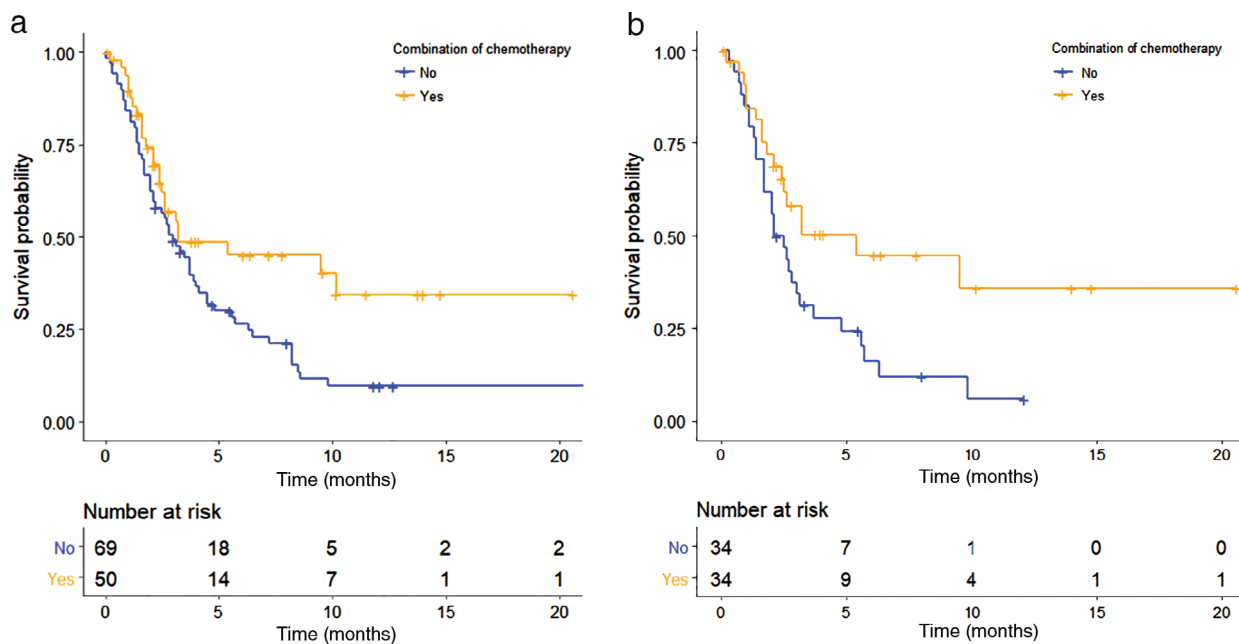 a
Combination of chemotherapy
No
Yes
Survival probability
1.00
0.75
0.50
0.25
0.00
0 5 10 15 20
Time (months)
Number at risk
No 69 18 5 2 2
Yes 50 14 7 1 1
0 5 10 15 20
Time (months)
b
Combination of chemotherapy
No
Yes
Survival probability
1.00
0.75
0.50
0.25
0.00
0 5 10 15 20
Time (months)
Number at risk
No 34 7 1 0 0
Yes 34 9 4 1 1
0 5 10 15 20
Time (months)